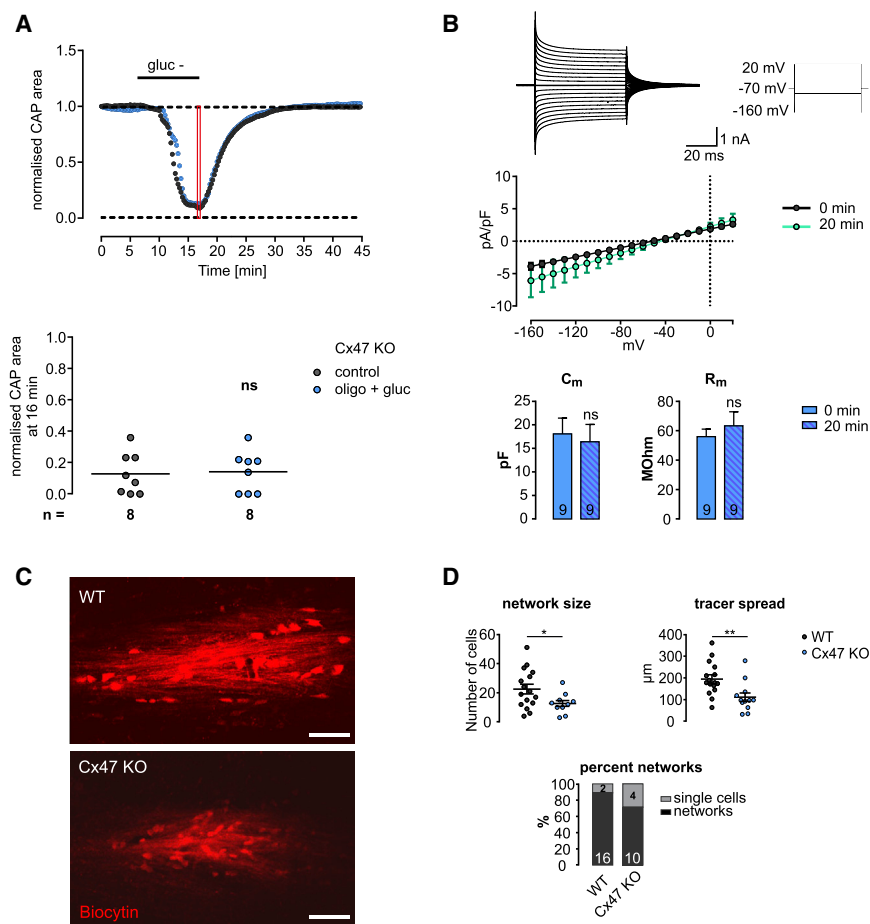 A
gluc -
normalised CAP area
1.5
1.0
0.5
0.0
0 5 10 15 20 25 30 35 40 45
Time [min]
normalised CAP area
at 16 min
1.0
0.8
0.6
0.4
0.2
0.0
ns
Cx47 KO
control
oligo + gluc
n = 8 8
B
20 mV
-70 mV
-160 mV
1 nA
20 ms
pA/pF
10
5
0
-5
-10
-160 -120 -80 -40 0
mV
0 min
20 min
Cm
pF
25
20
15
10
5
0
ns
9 9
Rm
MOhm
100
80
60
40
20
0
ns
9 9
0 min
20 min
C
WT
Cx47 KO
Biocytin
D
network size
Number of cells
60
40
20
0
*
tracer spread
µm
400
300
200
100
0
**
WT
Cx47 KO
percent networks
%
100
80
60
40
20
0
2 4
16 10
WT Cx47 KO
single cells
networks